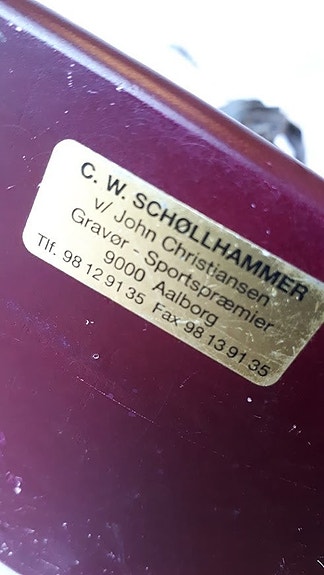 C. W. SCHØLLHAMMER
v/ John Christiansen
Gravør - Sportspræmier
9000 Aalborg
Tlf. 98 12 91 35 Fax 98 13 91 35